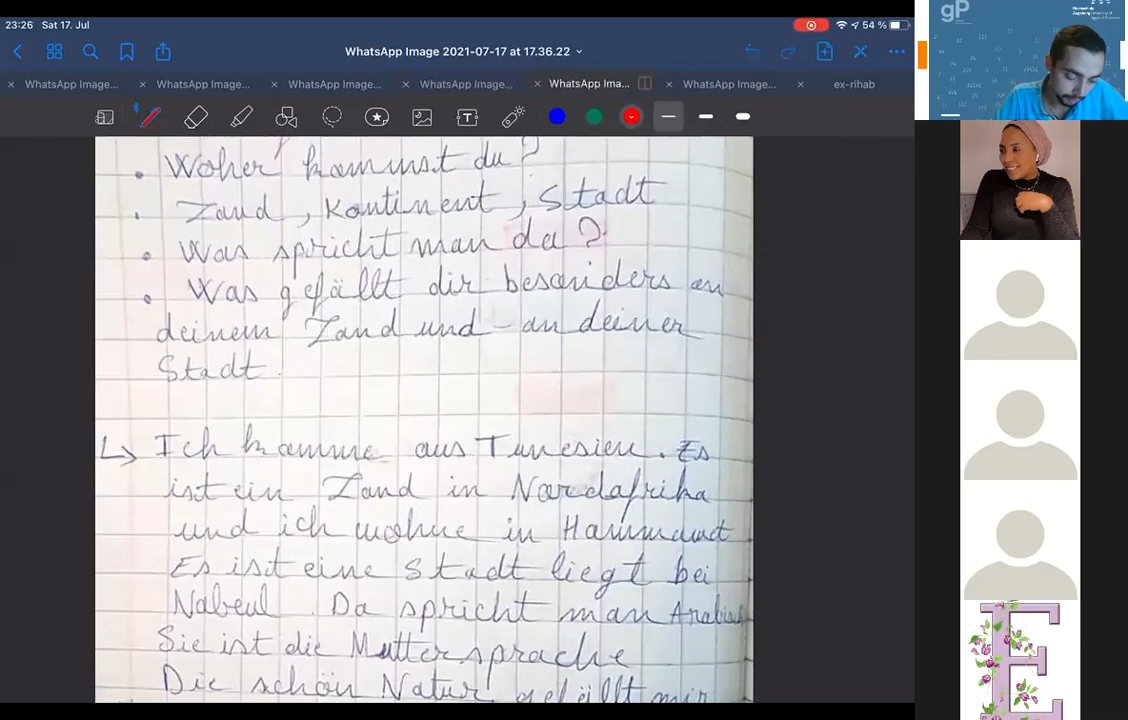 23:26 Sat 17. Jul
54 %
WhatsApp Image 2021-07-17 at 17.36.22
WhatsApp Image...
WhatsApp Image...
WhatsApp Image...
WhatsApp Image...
WhatsApp Ima...
WhatsApp Image...
ex-rihab
gP
Woher kommst du?
Land, Kontinent, Stadt
Was spricht man da?
Was gefällt dir besonders an
deinem Land und - an deiner
Stadt.
Ich komme aus Tunesien. Es
ist ein Land in Nordafrika
und ich wohne in Hammamet
Es ist eine Stadt liegt bei
Nabeul. Da spricht man
Sie ist die Muttersprache
Die schön Natur gefällt mir
E